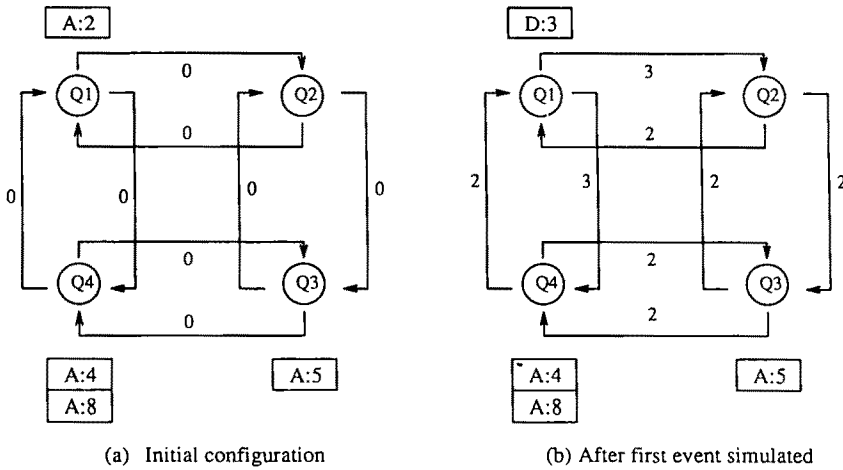 A:2
0
Q1
Q2
0
0
0
0
0
0
Q4
Q3
0
A:4
A:8
A:5
(a) Initial configuration
D:3
3
Q1
Q2
2
2
3
2
2
2
Q4
Q3
2
A:4
A:8
A:5
(b) After first event simulated